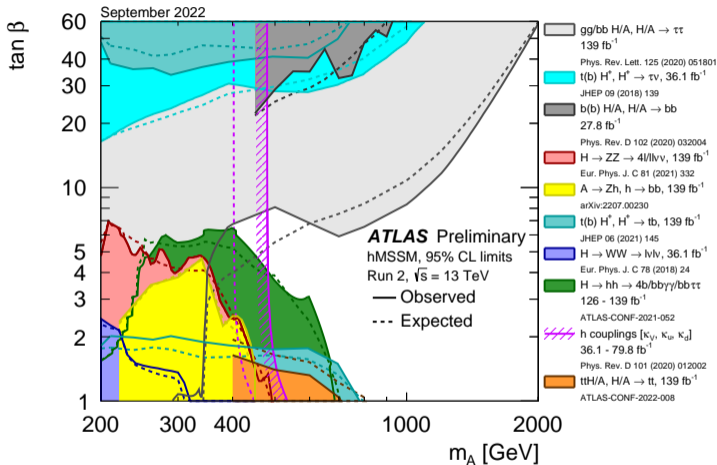 September 2022
tan β
60
40
30
20
10
5
4
3
2
1
200
300
400
1000
2000
m_A [GeV]
ATLAS Preliminary
hMSSM, 95% CL limits
Run 2, √s = 13 TeV
Observed
Expected
gg/bb H/A, H/A → ττ
139 fb⁻¹
Phys. Rev. Lett. 125 (2020) 051801
t(b) H⁺, H⁺ → τν, 36.1 fb⁻¹
JHEP 09 (2018) 139
b(b) H/A, H/A → bb
27.8 fb⁻¹
Phys. Rev. D 102 (2020) 032004
H → ZZ → 4l/llνν, 139 fb⁻¹
Eur. Phys. J. C 81 (2021) 332
A → Zh, h → bb, 139 fb⁻¹
arXiv:2207.00230
t(b) H⁺, H⁺ → tb, 139 fb⁻¹
JHEP 06 (2021) 145
H → WW → lνlν, 36.1 fb⁻¹
Eur. Phys. J. C 78 (2018) 24
H → hh → 4b/bbγγ/bbττ
126 - 139 fb⁻¹
ATLAS-CONF-2021-052
h couplings [κ_V, κ_u, κ_d]
36.1 - 79.8 fb⁻¹
Phys. Rev. D 101 (2020) 012002
ttH/A, H/A → tt, 139 fb⁻¹
ATLAS-CONF-2022-008